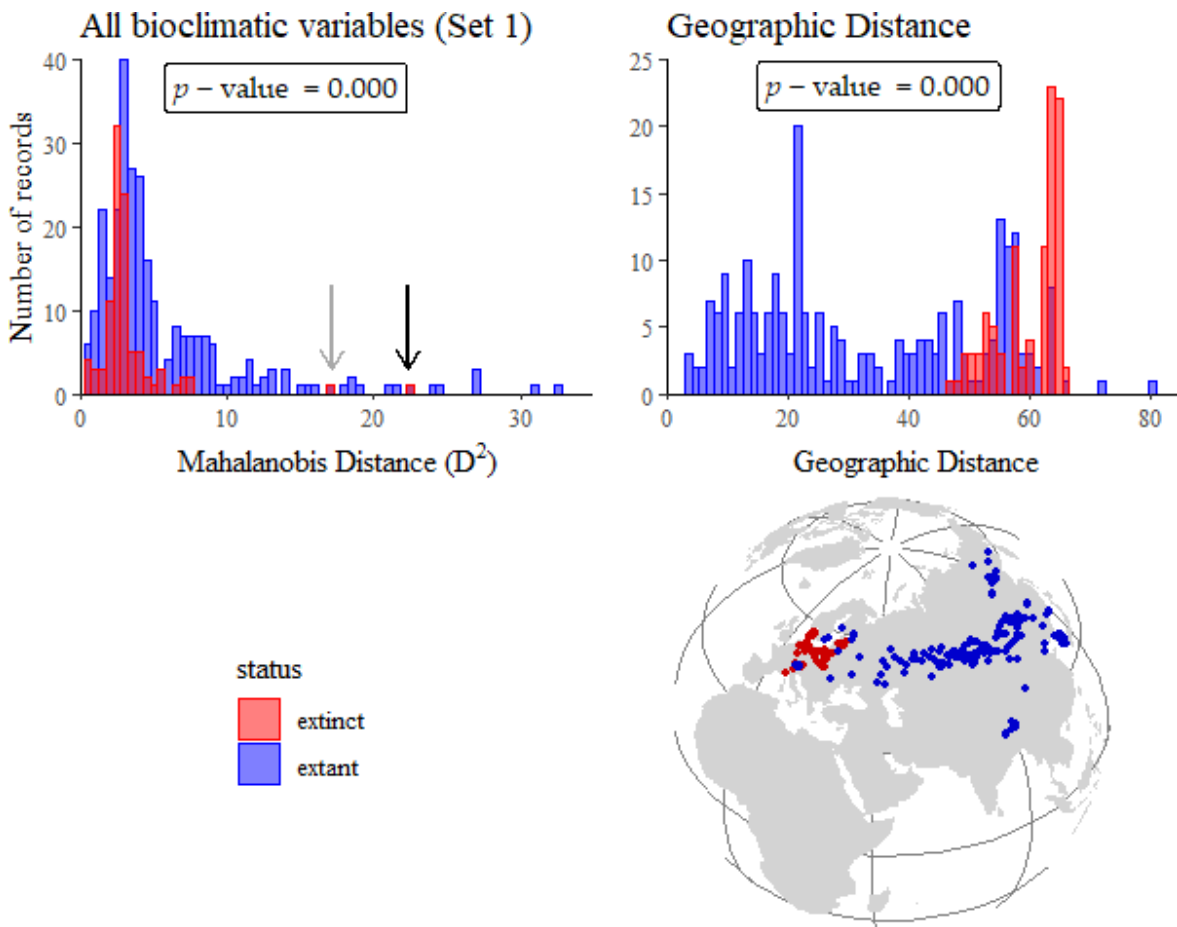 All bioclimatic variables (Set 1)
p − value = 0.000
Number of records
40
30
20
10
0
0 10 20 30
Mahalanobis Distance (D²)
Geographic Distance
p − value = 0.000
25
20
15
10
5
0
0 20 40 60 80
Geographic Distance
status
extinct
extant